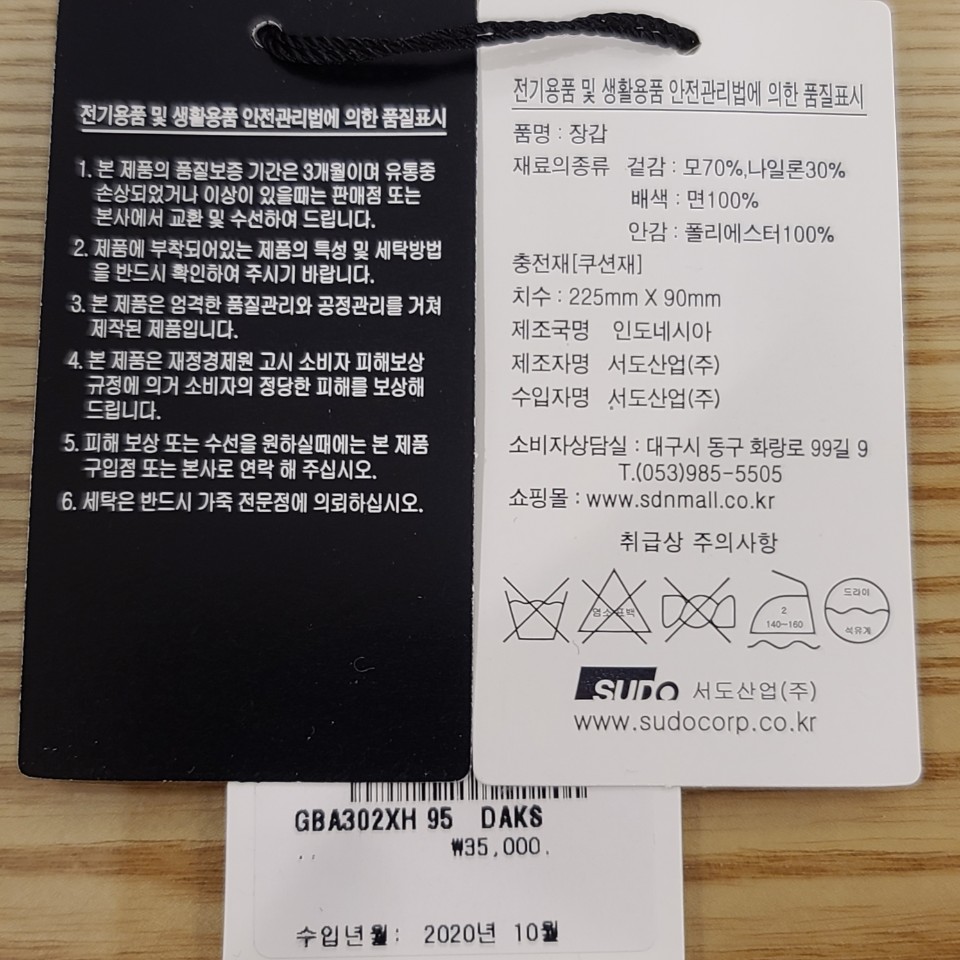 전기용품 및 생활용품 안전관리법에 의한 품질표시
1. 본 제품의 품질보증 기간은 3개월이며 유통중
손상되었거나 이상이 있을때는 판매점 또는
본사에서 교환 및 수선하여 드립니다.
2. 제품에 부착되어있는 제품의 특성 및 세탁방법
을 반드시 확인하여 주시기 바랍니다.
3. 본 제품은 엄격한 품질관리와 공정관리를 거쳐
제작된 제품입니다.
4. 본 제품은 재정경제원 고시 소비자 피해보상
규정에 의거 소비자의 정당한 피해를 보상해
드립니다.
5. 피해 보상 또는 수선을 원하실때에는 본 제품
구입점 또는 본사로 연락 해 주십시오.
6. 세탁은 반드시 가죽 전문점에 의뢰하십시오.
전기용품 및 생활용품 안전관리법에 의한 품질표시
품명 : 장갑
재료의종류 겉감 : 모70%,나일론30%
배색 : 면100%
안감 : 폴리에스터100%
충전재[쿠션재]
치수 : 225mm X 90mm
제조국명 인도네시아
제조자명 서도산업(주)
수입자명 서도산업(주)
소비자상담실 : 대구시 동구 화랑로 99길 9
T.(053)985-5505
쇼핑몰 : www.sdnmall.co.kr
취급상 주의사항
염소표백
2
140~160
드라이
석유계
SUDO 서도산업(주)
www.sudocorp.co.kr
GBA302XH 95 DAKS
₩35,000.
수입년월: 2020년 10월